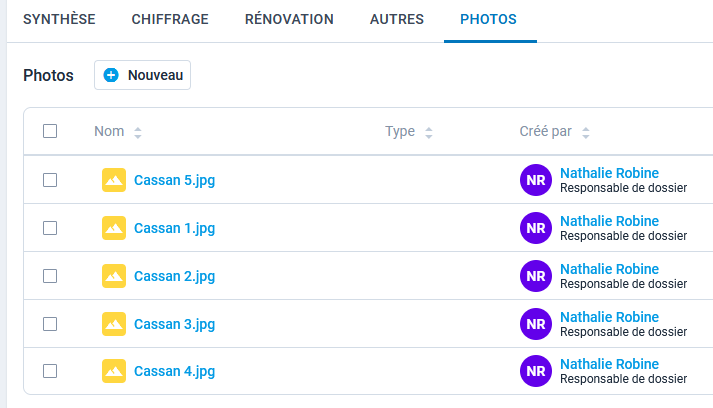 SYNTHÈSE CHIFFRAGE RÉNOVATION AUTRES PHOTOS
Photos Nouveau
Nom Type Créé par
Cassan 5.jpg NR Nathalie Robine
Responsable de dossier
Cassan 1.jpg NR Nathalie Robine
Responsable de dossier
Cassan 2.jpg NR Nathalie Robine
Responsable de dossier
Cassan 3.jpg NR Nathalie Robine
Responsable de dossier
Cassan 4.jpg NR Nathalie Robine
Responsable de dossier